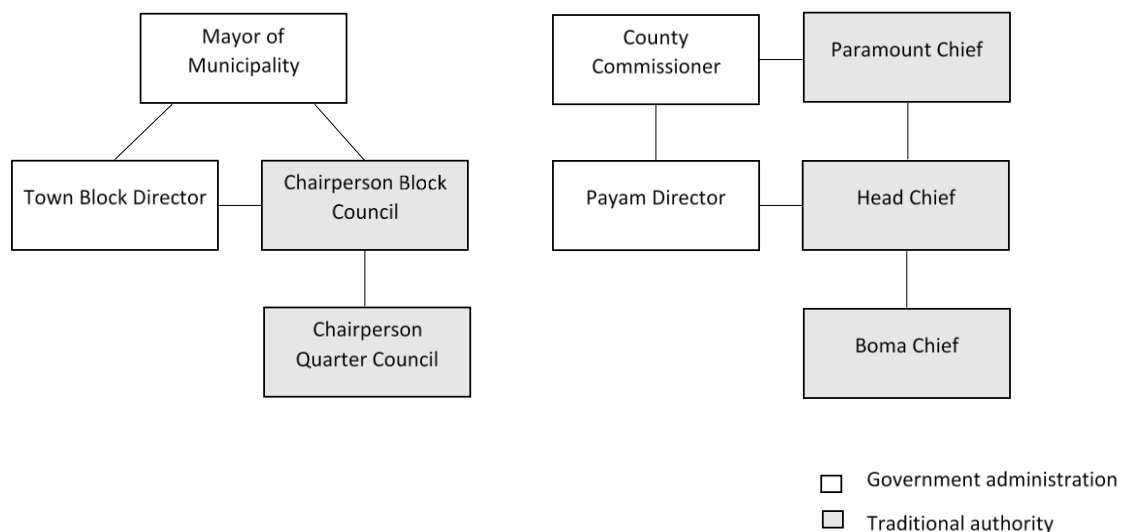 Mayor of
Municipality
County
Commissioner
Paramount Chief
Town Block Director
Chairperson Block
Council
Payam Director
Head Chief
Chairperson
Quarter Council
Boma Chief
Government administration
Traditional authority